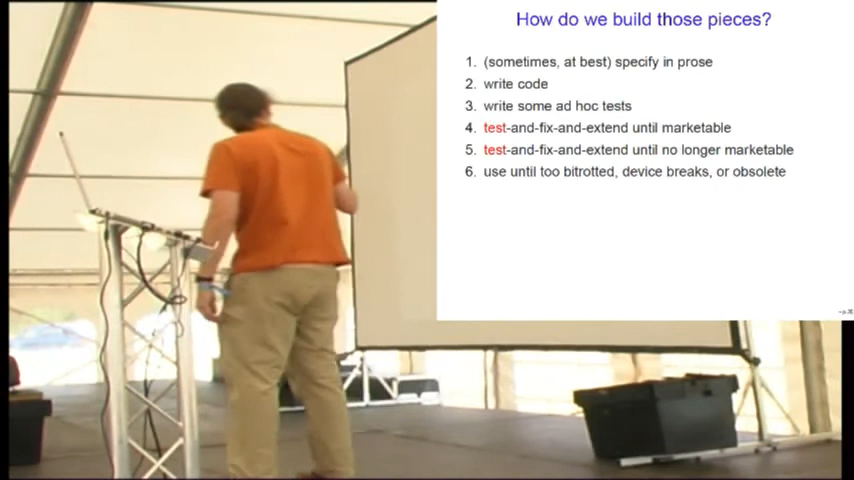 How do we build those pieces?
1. (sometimes, at best) specify in prose
2. write code
3. write some ad hoc tests
4. test-and-fix-and-extend until marketable
5. test-and-fix-and-extend until no longer marketable
6. use until too bitrotted, device breaks, or obsolete